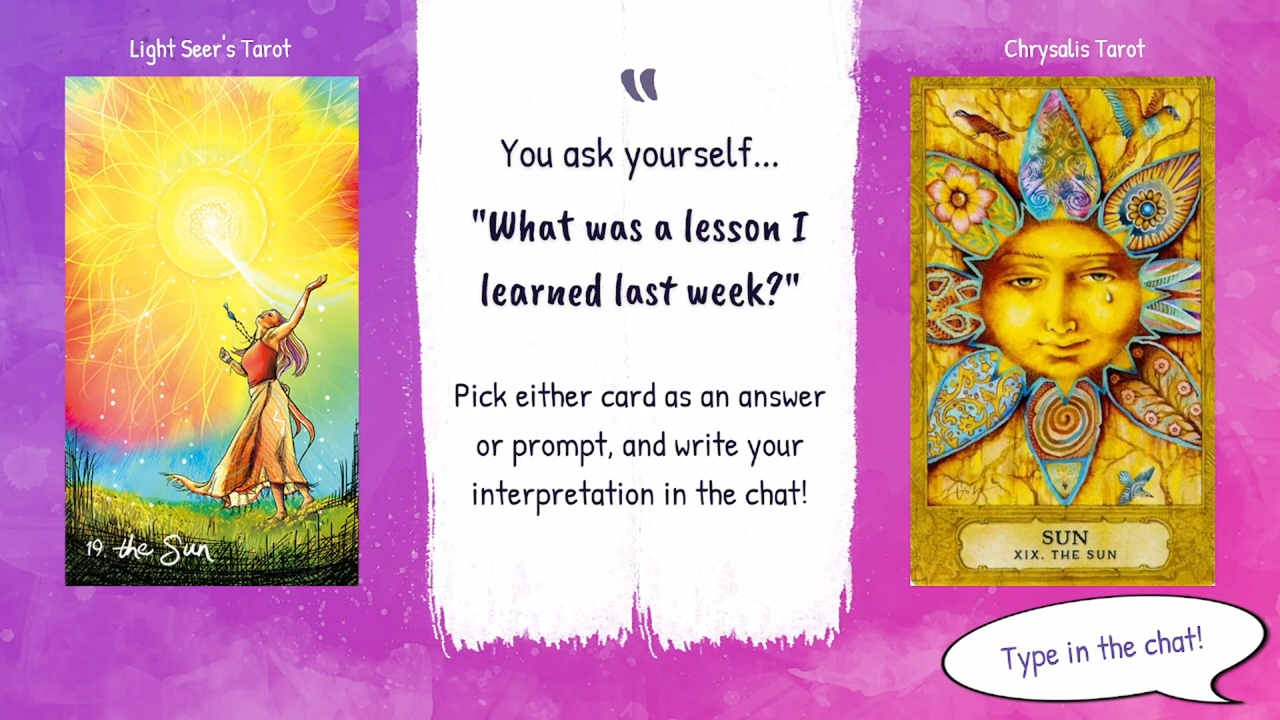 Light Seer's Tarot
19 the Sun
“
You ask yourself...
"What was a lesson I
learned last week?"
Pick either card as an answer
or prompt, and write your
interpretation in the chat!
Chrysalis Tarot
SUN
XIX. THE SUN
Type in the chat!